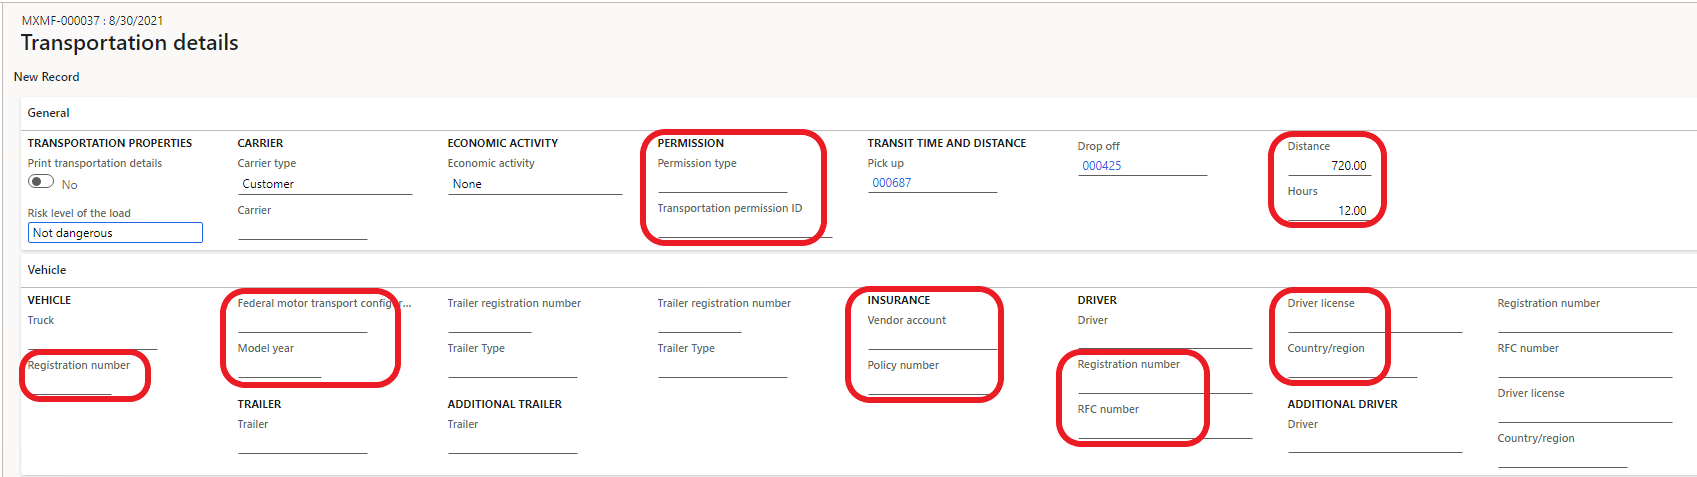 MXMF-000037 : 8/30/2021
Transportation details
New Record
General
TRANSPORTATION PROPERTIES
Print transportation details
No
Risk level of the load
Not dangerous
CARRIER
Carrier type
Customer
Carrier
ECONOMIC ACTIVITY
Economic activity
None
PERMISSION
Permission type
Transportation permission ID
TRANSIT TIME AND DISTANCE
Pick up
000687
Drop off
000425
Distance
720.00
Hours
12.00
Vehicle
VEHICLE
Truck
Registration number
Federal motor transport configur...
Model year
TRAILER
Trailer
Trailer registration number
Trailer Type
ADDITIONAL TRAILER
Trailer
Trailer registration number
Trailer Type
INSURANCE
Vendor account
Policy number
DRIVER
Driver
Registration number
RFC number
Driver license
Country/region
ADDITIONAL DRIVER
Driver
Registration number
RFC number
Driver license
Country/region